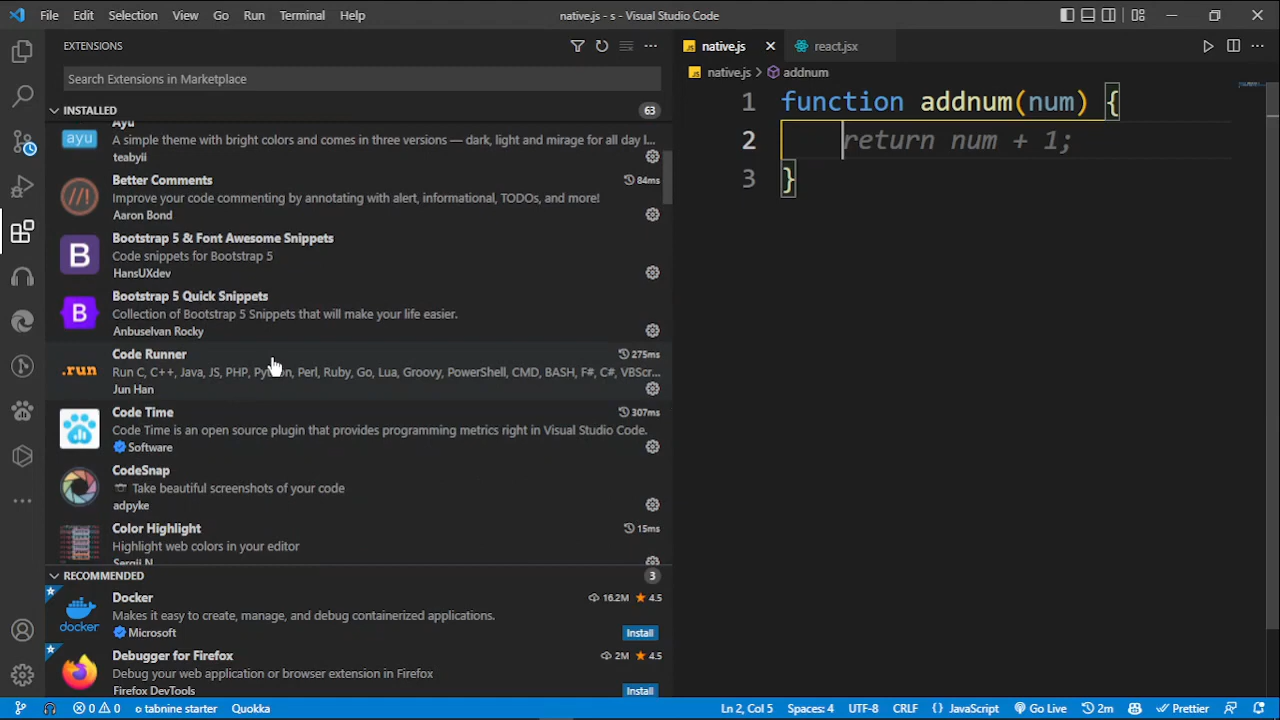 File Edit Selection View Go Run Terminal Help
native.js - s - Visual Studio Code
EXTENSIONS
Search Extensions in Marketplace
INSTALLED 63
Ayu
ayu
A simple theme with bright colors and comes in three versions — dark, light and mirage for all day l...
teabyii
Better Comments 84ms
//!
Improve your code commenting by annotating with alert, informational, TODOs, and more!
Aaron Bond
Bootstrap 5 & Font Awesome Snippets
B
Code snippets for Bootstrap 5
HansUXdev
Bootstrap 5 Quick Snippets
B
Collection of Bootstrap 5 Snippets that will make your life easier.
Anbuselvan Rocky
Code Runner 275ms
.run
Run C, C++, Java, JS, PHP, Python, Perl, Ruby, Go, Lua, Groovy, PowerShell, CMD, BASH, F#, C#, VBScr...
Jun Han
Code Time 307ms
Code Time is an open source plugin that provides programming metrics right in Visual Studio Code.
Software
CodeSnap
Take beautiful screenshots of your code
adpyke
Color Highlight 15ms
Highlight web colors in your editor
Sergii N
RECOMMENDED 3
Docker 16.2M 4.5
docker
Makes it easy to create, manage, and debug containerized applications.
Microsoft Install
Debugger for Firefox 2M 4.5
Debug your web application or browser extension in Firefox
Firefox DevTools Install
JS native.js react.jsx
JS native.js > addnum
1 function addnum(num) {
2 return num + 1;
3 }
0 0 tabnine starter Quokka
Ln 2, Col 5 Spaces: 4 UTF-8 CRLF {} JavaScript Go Live 2m Prettier